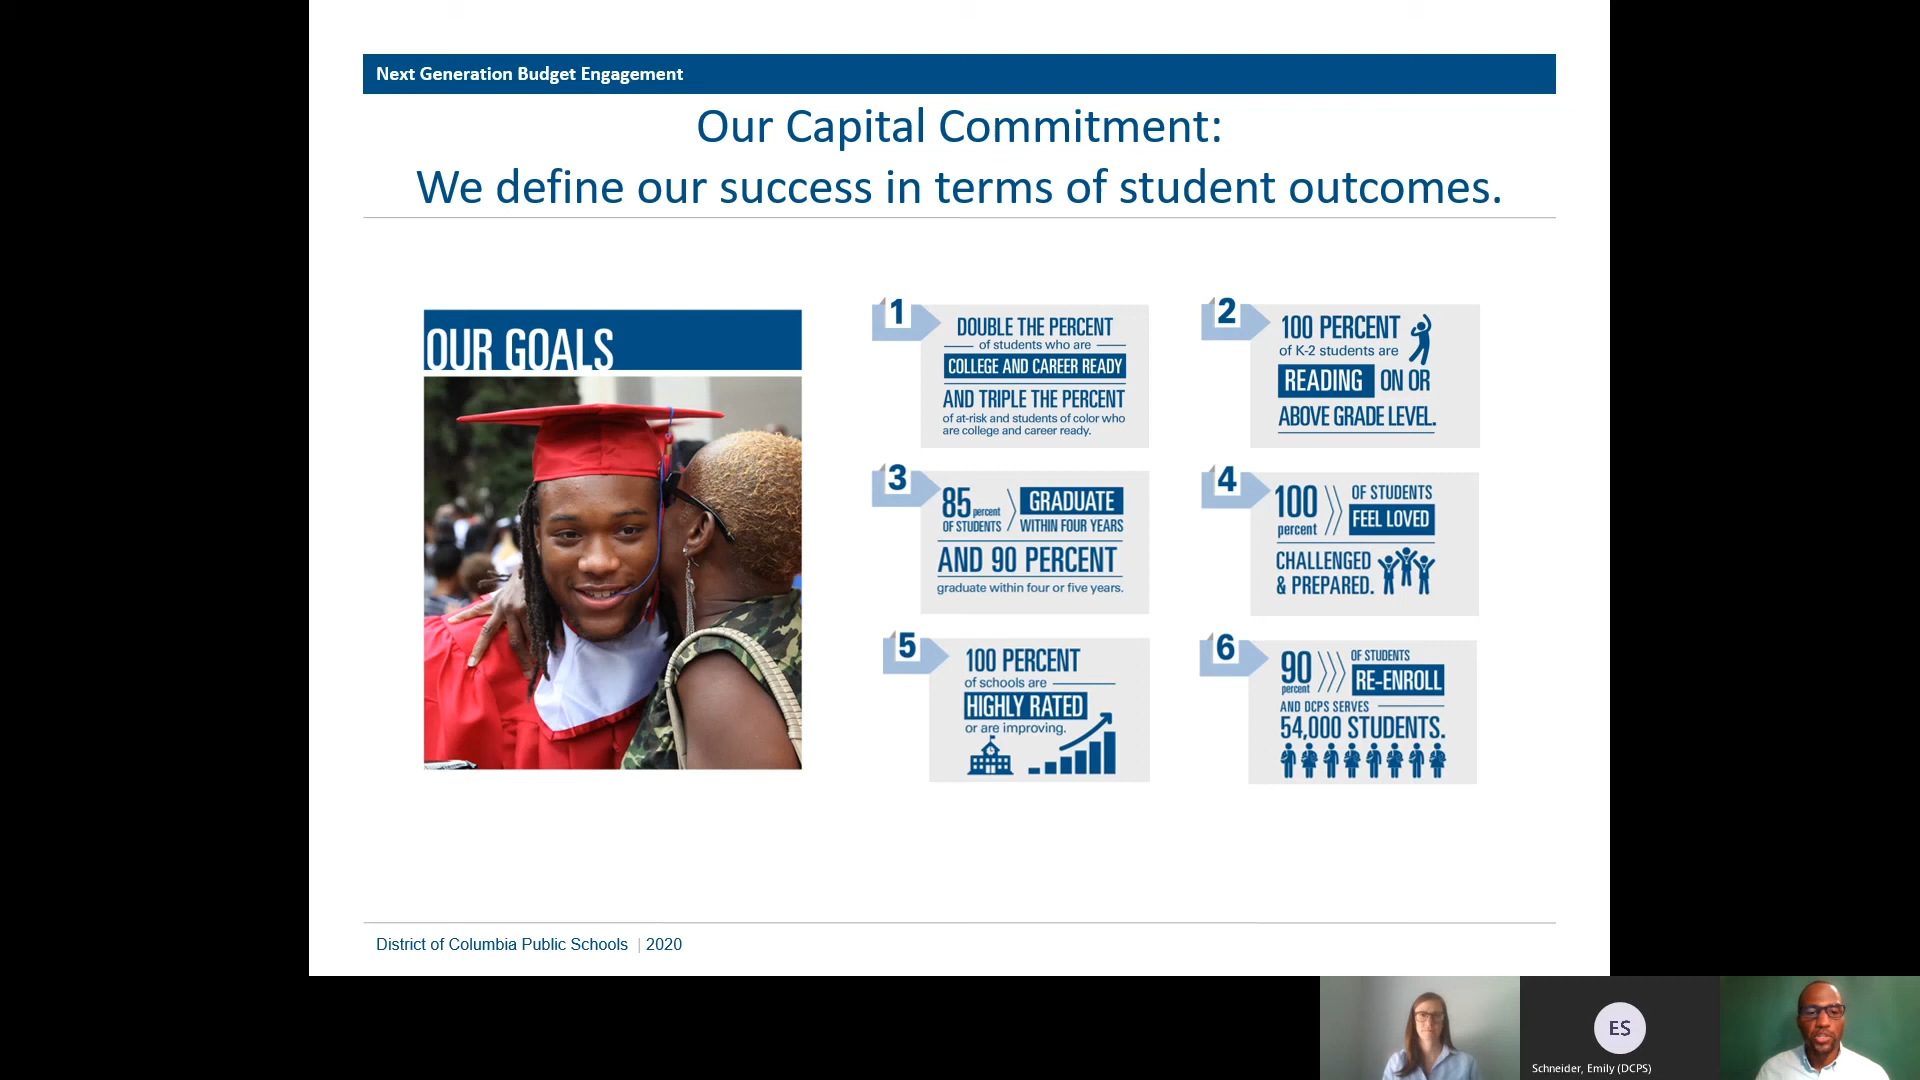 Next Generation Budget Engagement
Our Capital Commitment:
We define our success in terms of student outcomes.
OUR GOALS
1
DOUBLE THE PERCENT
of students who are
COLLEGE AND CAREER READY
AND TRIPLE THE PERCENT
of at-risk and students of color who
are college and career ready.
2
100 PERCENT
of K-2 students are
READING ON OR
ABOVE GRADE LEVEL.
3
85 percent
OF STUDENTS
GRADUATE
WITHIN FOUR YEARS
AND 90 PERCENT
graduate within four or five years.
4
100
percent
OF STUDENTS
FEEL LOVED
CHALLENGED
& PREPARED.
5
100 PERCENT
of schools are
HIGHLY RATED
or are improving.
6
90
percent
OF STUDENTS
RE-ENROLL
AND DCPS SERVES
54,000 STUDENTS.
District of Columbia Public Schools | 2020
ES
Schneider, Emily (DCPS)